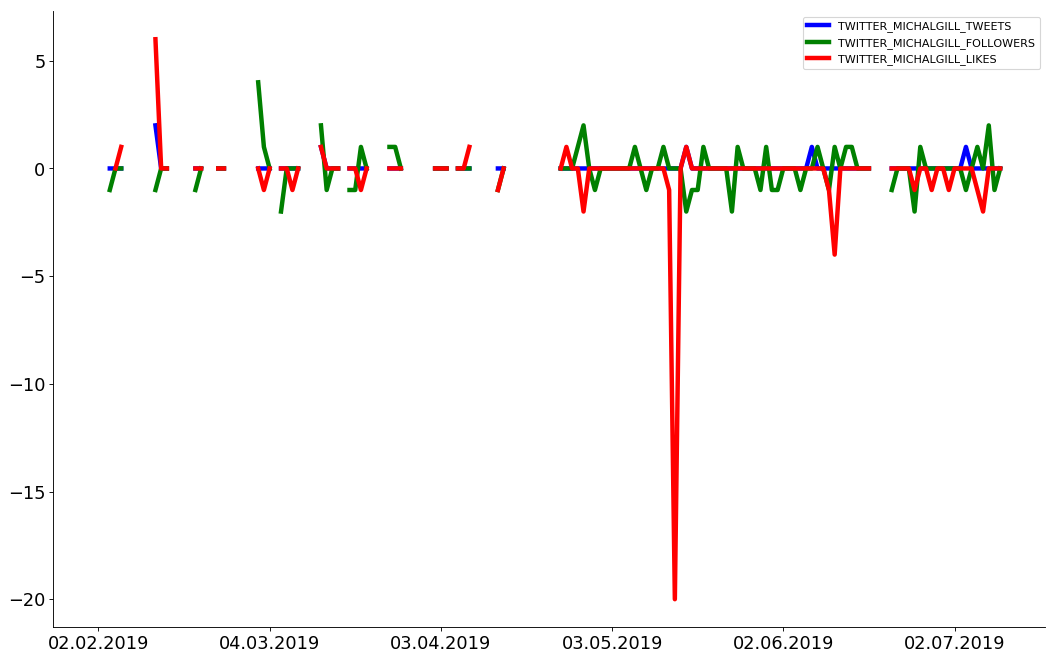 TWITTER_MICHALGILL_TWEETS
TWITTER_MICHALGILL_FOLLOWERS
TWITTER_MICHALGILL_LIKES
5
0
−5
−10
−15
−20
02.02.2019 04.03.2019 03.04.2019 03.05.2019 02.06.2019 02.07.2019